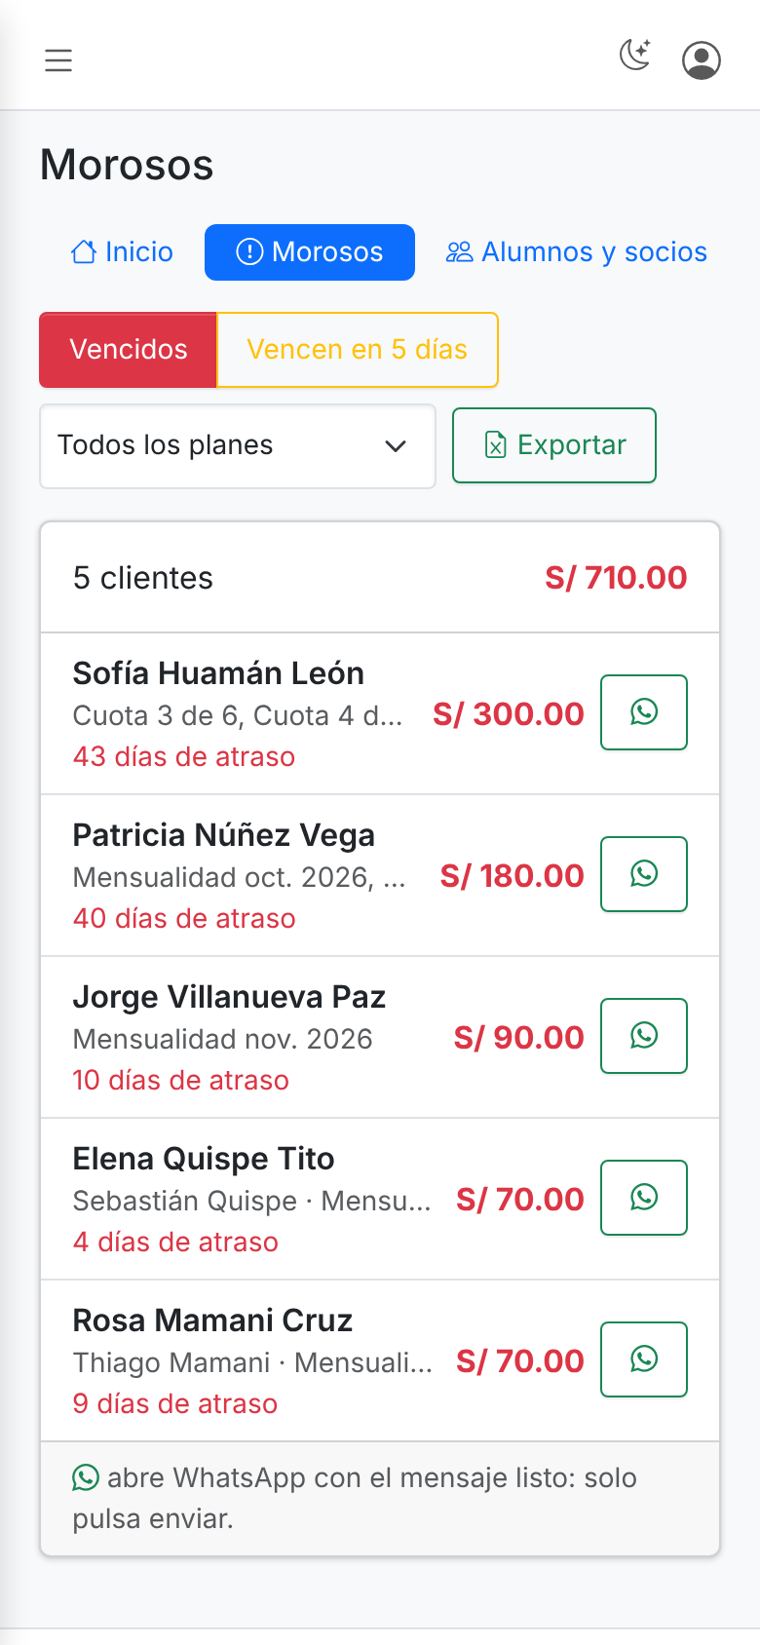 Morosos
Inicio
Morosos
Alumnos y socios
Vencidos
Vencen en 5 días
Todos los planes
Exportar
5 clientes
S/ 710.00
Sofía Huamán León
Cuota 3 de 6, Cuota 4 d...
S/ 300.00
43 días de atraso
Patricia Núñez Vega
Mensualidad oct. 2026, ...
S/ 180.00
40 días de atraso
Jorge Villanueva Paz
Mensualidad nov. 2026
S/ 90.00
10 días de atraso
Elena Quispe Tito
Sebastián Quispe · Mensu...
S/ 70.00
4 días de atraso
Rosa Mamani Cruz
Thiago Mamani · Mensuali...
S/ 70.00
9 días de atraso
abre WhatsApp con el mensaje listo: solo
pulsa enviar.